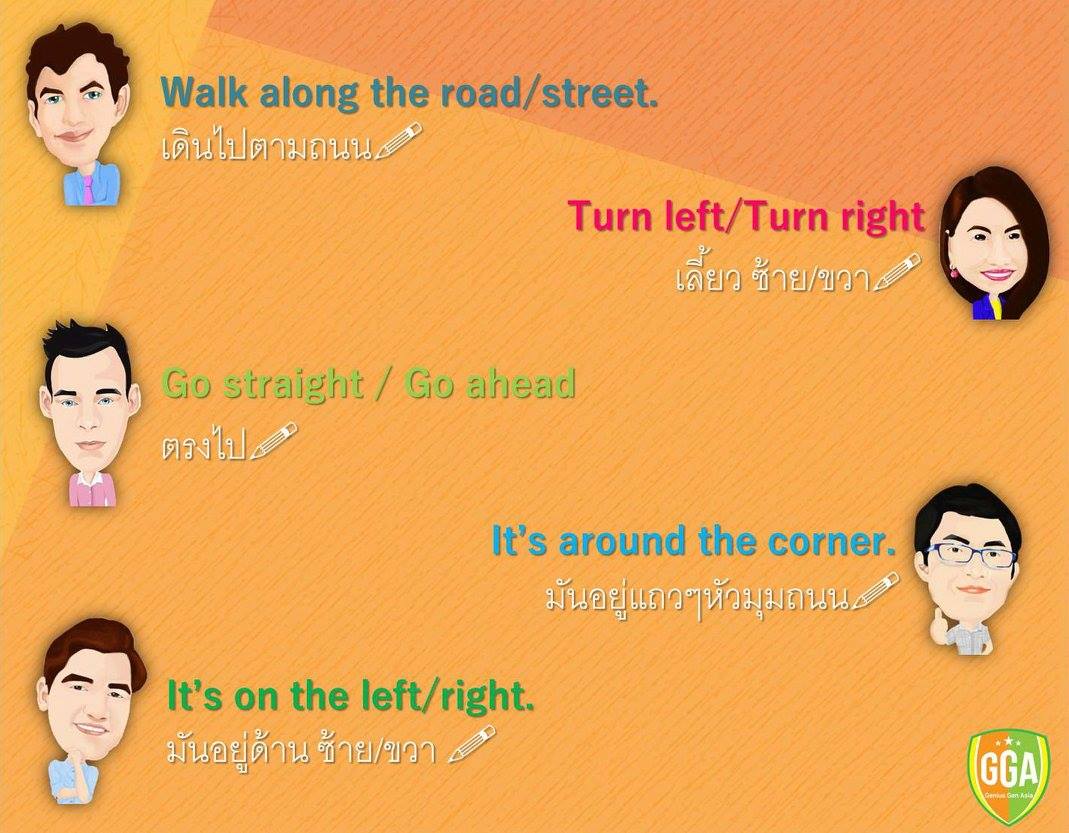 Walk along the road/street.
เดินไปตามถนน
Turn left/Turn right
เลี้ยว ซ้าย/ขวา
Go straight / Go ahead
ตรงไป
It's around the corner.
มันอยู่แถวๆหัวมุมถนน
It's on the left/right.
มันอยู่ด้าน ซ้าย/ขวา
GGA
Genius Gen Asia